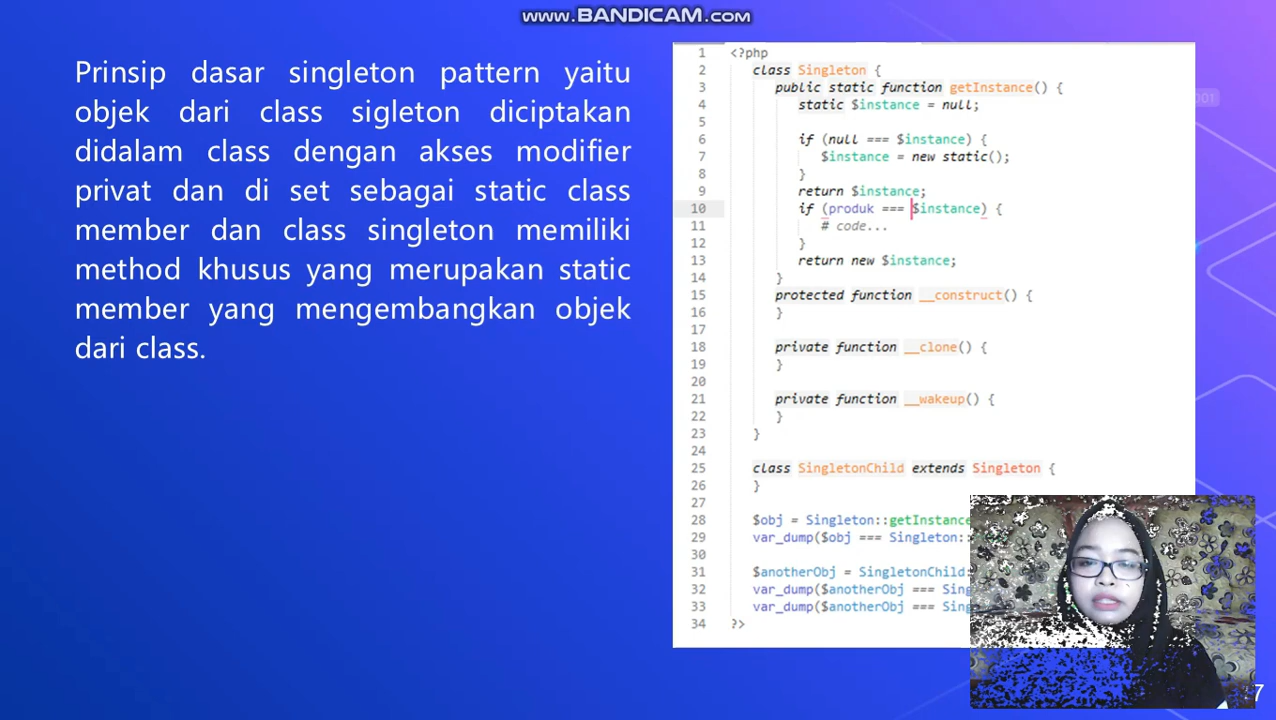 www.BANDICAM.com
Prinsip dasar singleton pattern yaitu
objek dari class sigleton diciptakan
didalam class dengan akses modifier
privat dan di set sebagai static class
member dan class singleton memiliki
method khusus yang merupakan static
member yang mengembangkan objek
dari class.
1 <?php
2 class Singleton {
3 public static function getInstance() {
4 static $instance = null;
5
6 if (null === $instance) {
7 $instance = new static();
8 }
9 return $instance;
10 if (produk === $instance) {
11 # code...
12 }
13 return new $instance;
14 }
15 protected function __construct() {
16 }
17
18 private function __clone() {
19 }
20
21 private function __wakeup() {
22 }
23 }
24
25 class SingletonChild extends Singleton {
26 }
27
28 $obj = Singleton::getInstance
29 var_dump($obj === Singleton::
30
31 $anotherObj = SingletonChild:
32 var_dump($anotherObj === Sing
33 var_dump($anotherObj === Sing
34 ?>
7